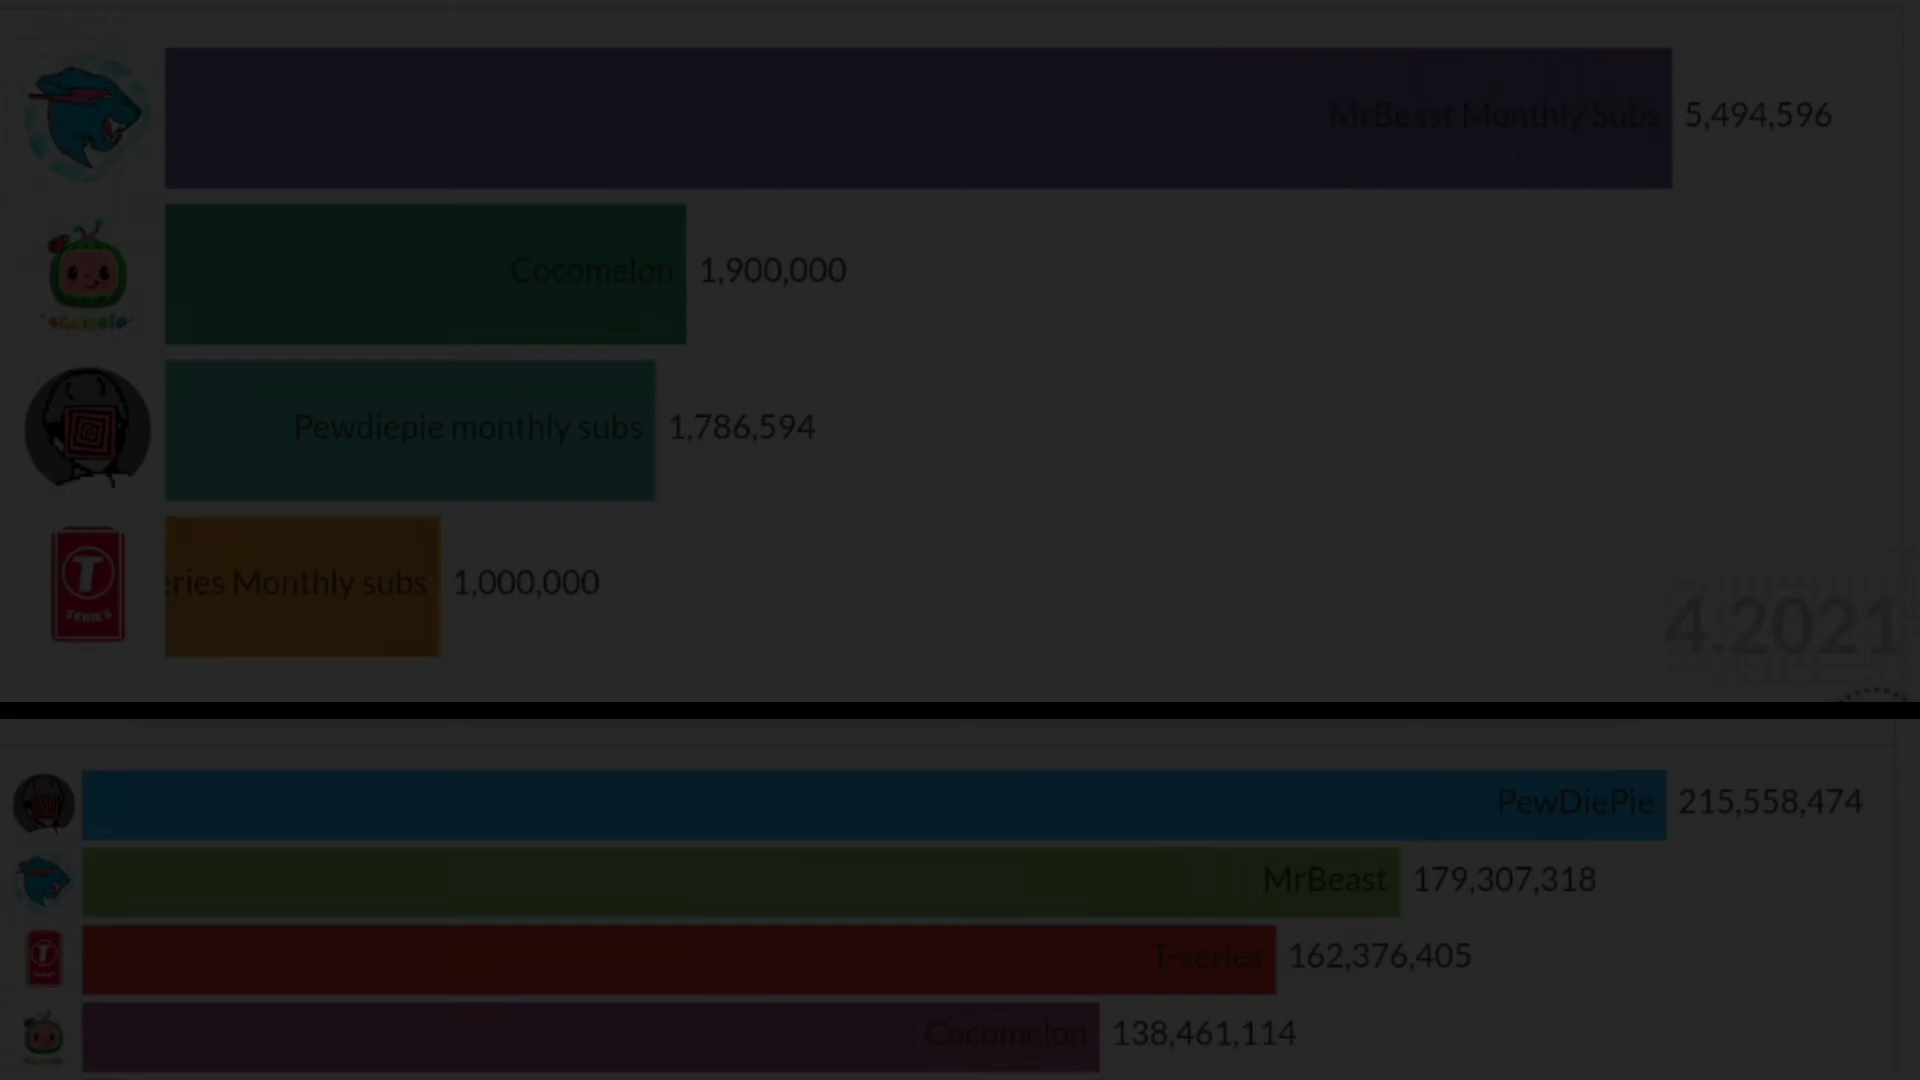 MrBeast Monthly Subs 5,494,596
Cocomelon 1,900,000
Pewdiepie monthly subs 1,786,594
eries Monthly subs 1,000,000
T
SERIES
4.2021
PewDiePie 215,558,474
MrBeast 179,307,318
T-series 162,376,405
Cocomelon 138,461,114